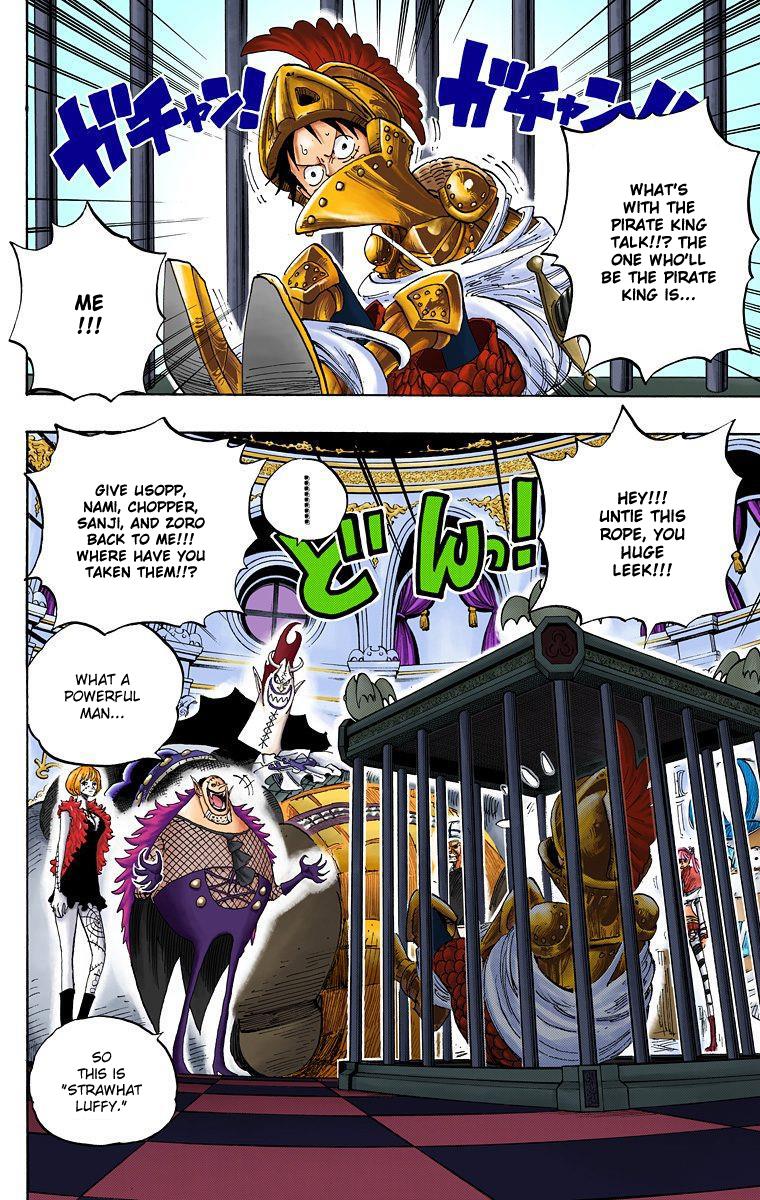 ガチャンッ!!
ガチャン!
WHAT'S
WITH THE
PIRATE KING
TALK!!? THE
ONE WHO'LL
BE THE PIRATE
KING IS...
ME
!!!
HEY!!!
UNTIE THIS
ROPE, YOU
HUGE
LEEK!!!
どんっ!
GIVE USOPP,
NAMI, CHOPPER,
SANJI, AND ZORO
BACK TO ME!!!
WHERE HAVE YOU
TAKEN THEM!!?
WHAT A
POWERFUL
MAN...
SO
THIS IS
"STRAWHAT
LUFFY."